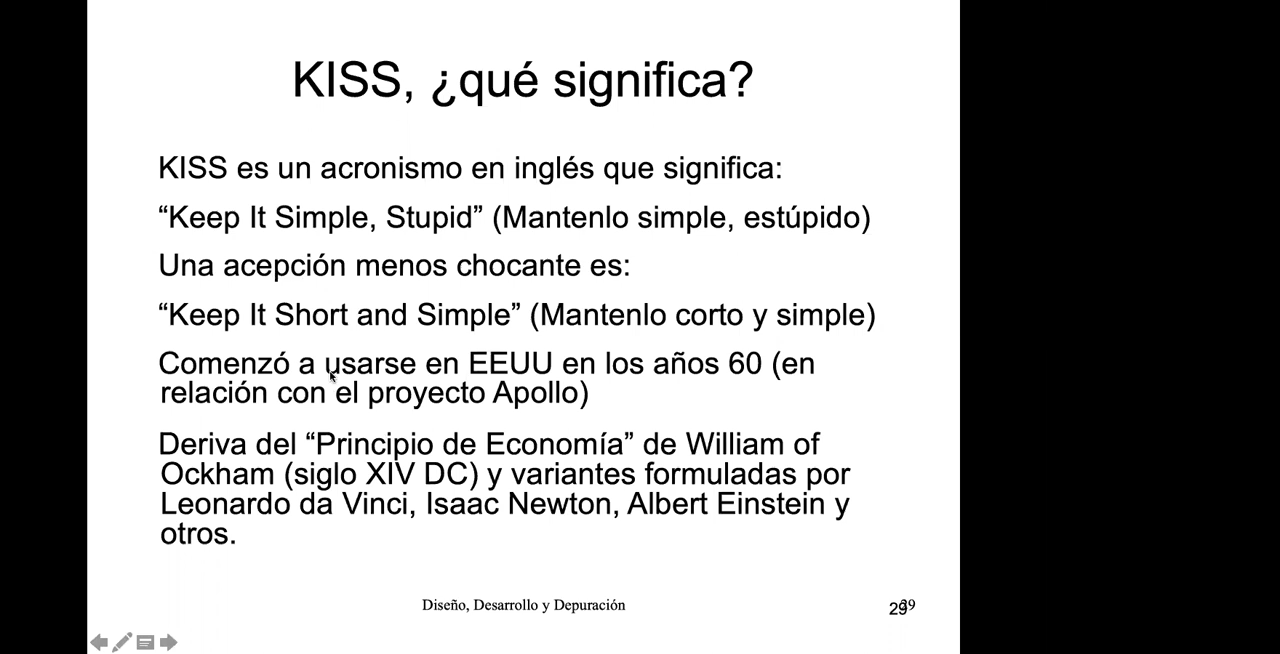 KISS, ¿qué significa?
KISS es un acronismo en inglés que significa:
“Keep It Simple, Stupid” (Mantenlo simple, estúpido)
Una acepción menos chocante es:
“Keep It Short and Simple” (Mantenlo corto y simple)
Comenzó a usarse en EEUU en los años 60 (en
relación con el proyecto Apollo)
Deriva del “Principio de Economía” de William of
Ockham (siglo XIV DC) y variantes formuladas por
Leonardo da Vinci, Isaac Newton, Albert Einstein y
otros.
Diseño, Desarrollo y Depuración
29